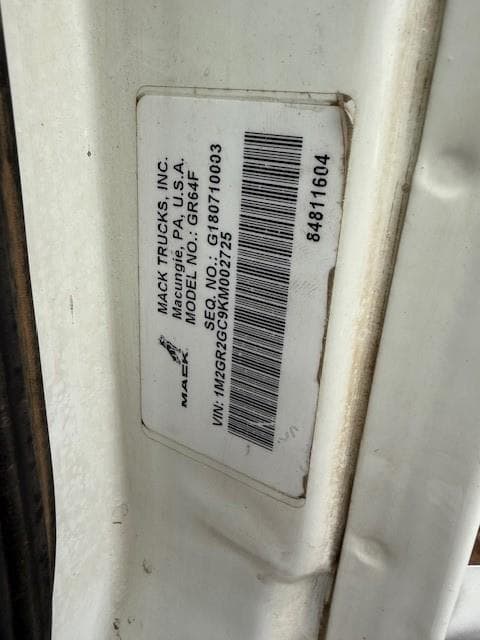 MACK TRUCKS, INC.
Macungie, PA, U.S.A.
MODEL NO.: GR64F
SEQ. NO.: G180710003
MACK
VIN: 1M2GR2GC9KM002725
84811604